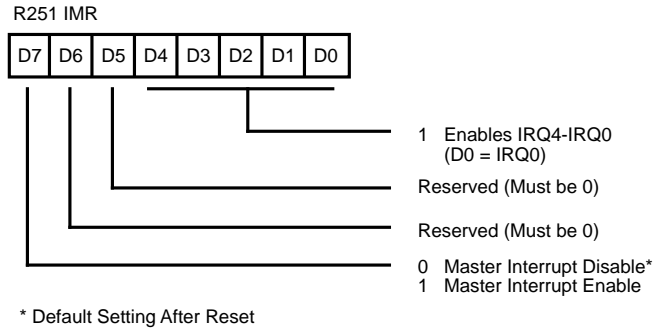 R251 IMR
D7 D6 D5 D4 D3 D2 D1 D0
1 Enables IRQ4-IRQ0
(D0 = IRQ0)
Reserved (Must be 0)
Reserved (Must be 0)
0 Master Interrupt Disable*
1 Master Interrupt Enable
* Default Setting After Reset